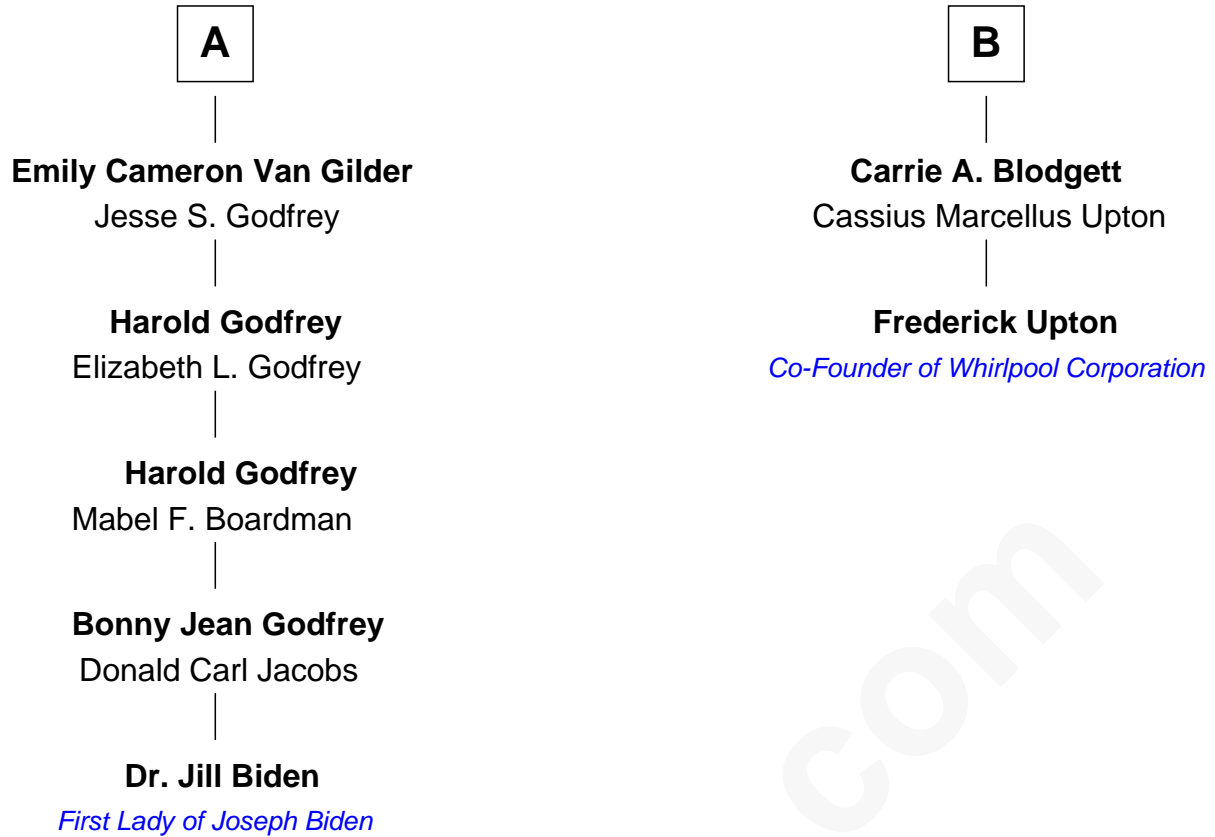 A
Emily Cameron Van Gilder
Jesse S. Godfrey
Harold Godfrey
Elizabeth L. Godfrey
Harold Godfrey
Mabel F. Boardman
Bonny Jean Godfrey
Donald Carl Jacobs
Dr. Jill Biden
First Lady of Joseph Biden
B
Carrie A. Blodgett
Cassius Marcellus Upton
Frederick Upton
Co-Founder of Whirlpool Corporation
com